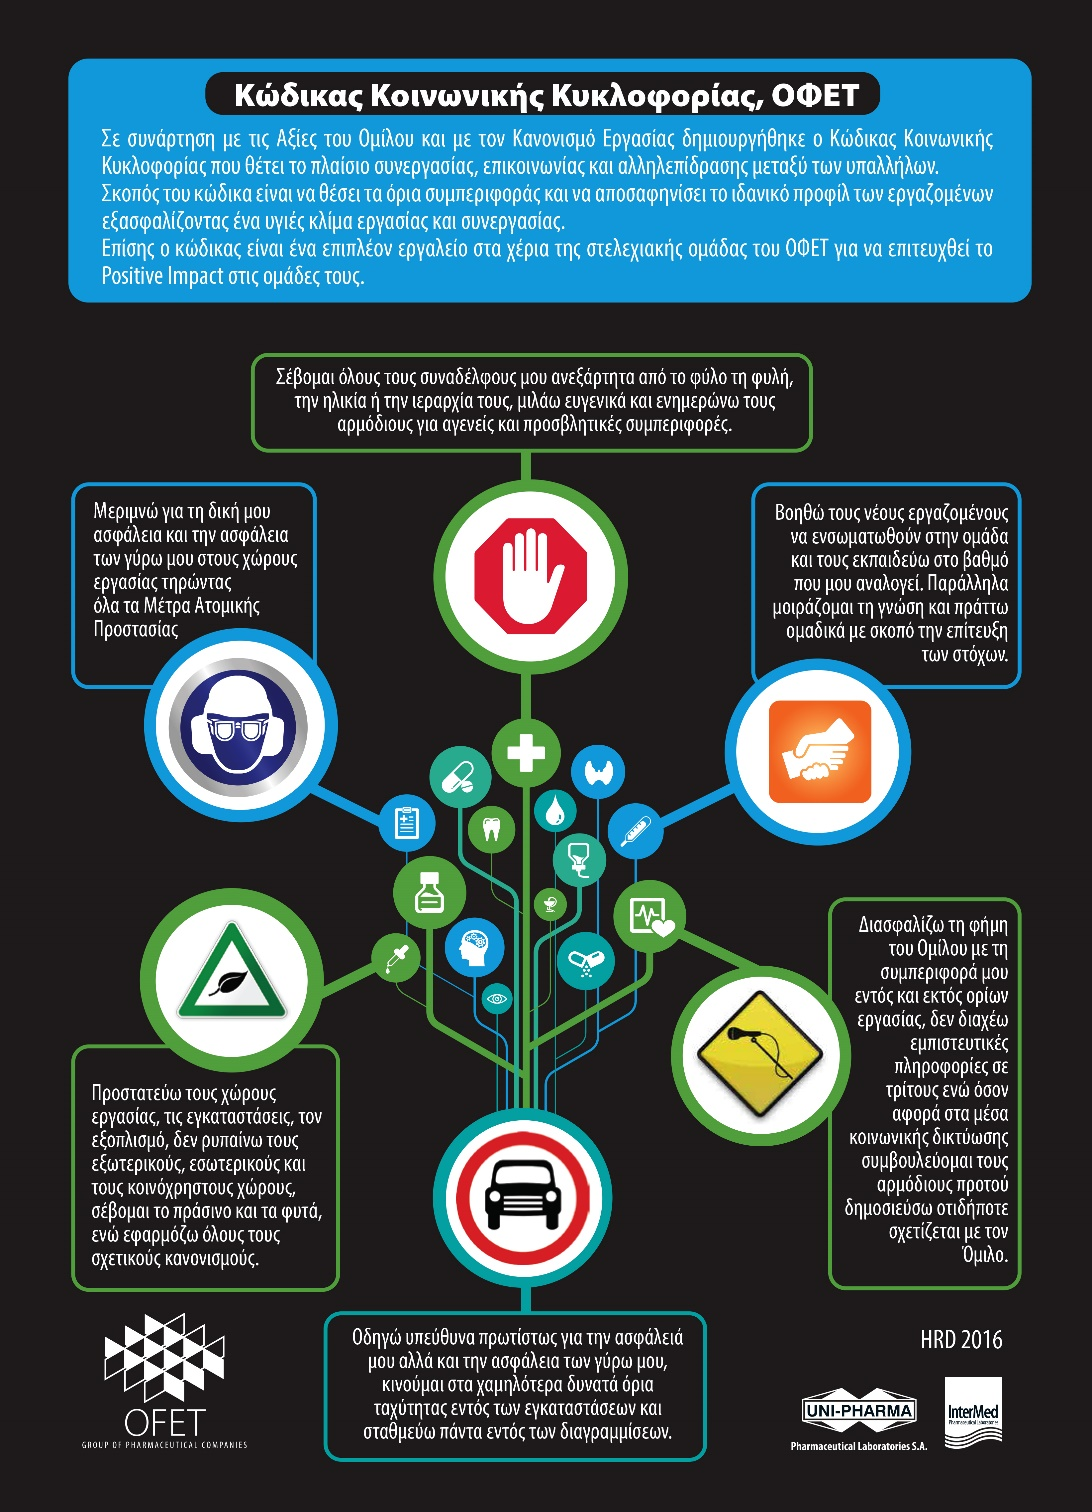 Κώδικας Κοινωνικής Κυκλοφορίας, ΟΦΕΤ
Σε συνάρτηση με τις Αξίες του Ομίλου και με τον Κανονισμό Εργασίας δημιουργήθηκε ο Κώδικας Κοινωνικής
Κυκλοφορίας που θέτει το πλαίσιο συνεργασίας, επικοινωνίας και αλληλεπίδρασης μεταξύ των υπαλλήλων.
Σκοπός του κώδικα είναι να θέσει τα όρια συμπεριφοράς και να αποσαφηνίσει το ιδανικό προφίλ των εργαζομένων
εξασφαλίζοντας ένα υγιές κλίμα εργασίας και συνεργασίας.
Επίσης ο κώδικας είναι ένα επιπλέον εργαλείο στα χέρια της στελεχιακής ομάδας του ΟΦΕΤ για να επιτευχθεί το
Positive Impact στις ομάδες τους.
Σέβομαι όλους τους συναδέλφους μου ανεξάρτητα από το φύλο τη φυλή,
την ηλικία ή την ιεραρχία τους, μιλάω ευγενικά και ενημερώνω τους
αρμόδιους για αγενείς και προσβλητικές συμπεριφορές.
Μεριμνώ για τη δική μου
ασφάλεια και την ασφάλεια
των γύρω μου στους χώρους
εργασίας τηρώντας
όλα τα Μέτρα Ατομικής
Προστασίας
Βοηθώ τους νέους εργαζομένους
να ενσωματωθούν στην ομάδα
και τους εκπαιδεύω στο βαθμό
που μου αναλογεί. Παράλληλα
μοιράζομαι τη γνώση και πράττω
ομαδικά με σκοπό την επίτευξη
των στόχων.
Διασφαλίζω τη φήμη
του Ομίλου με τη
συμπεριφορά μου
εντός και εκτός ορίων
εργασίας, δεν διαχέω
εμπιστευτικές
πληροφορίες σε
τρίτους ενώ όσον
αφορά στα μέσα
κοινωνικής δικτύωσης
συμβουλεύομαι τους
αρμόδιους προτού
δημοσιεύσω οτιδήποτε
σχετίζεται με τον
Όμιλο.
Προστατεύω τους χώρους
εργασίας, τις εγκαταστάσεις, τον
εξοπλισμό, δεν ρυπαίνω τους
εξωτερικούς, εσωτερικούς και
τους κοινόχρηστους χώρους,
σέβομαι το πράσινο και τα φυτά,
ενώ εφαρμόζω όλους τους
σχετικούς κανονισμούς.
Οδηγώ υπεύθυνα πρωτίστως για την ασφάλειά
μου αλλά και την ασφάλεια των γύρω μου,
κινούμαι στα χαμηλότερα δυνατά όρια
ταχύτητας εντός των εγκαταστάσεων και
σταθμεύω πάντα εντός των διαγραμμίσεων.
OFET
GROUP OF PHARMACEUTICAL COMPANIES
HRD 2016
UNI-PHARMA
Pharmaceutical Laboratories S.A.
InterMed
Pharmaceutical Laboratories